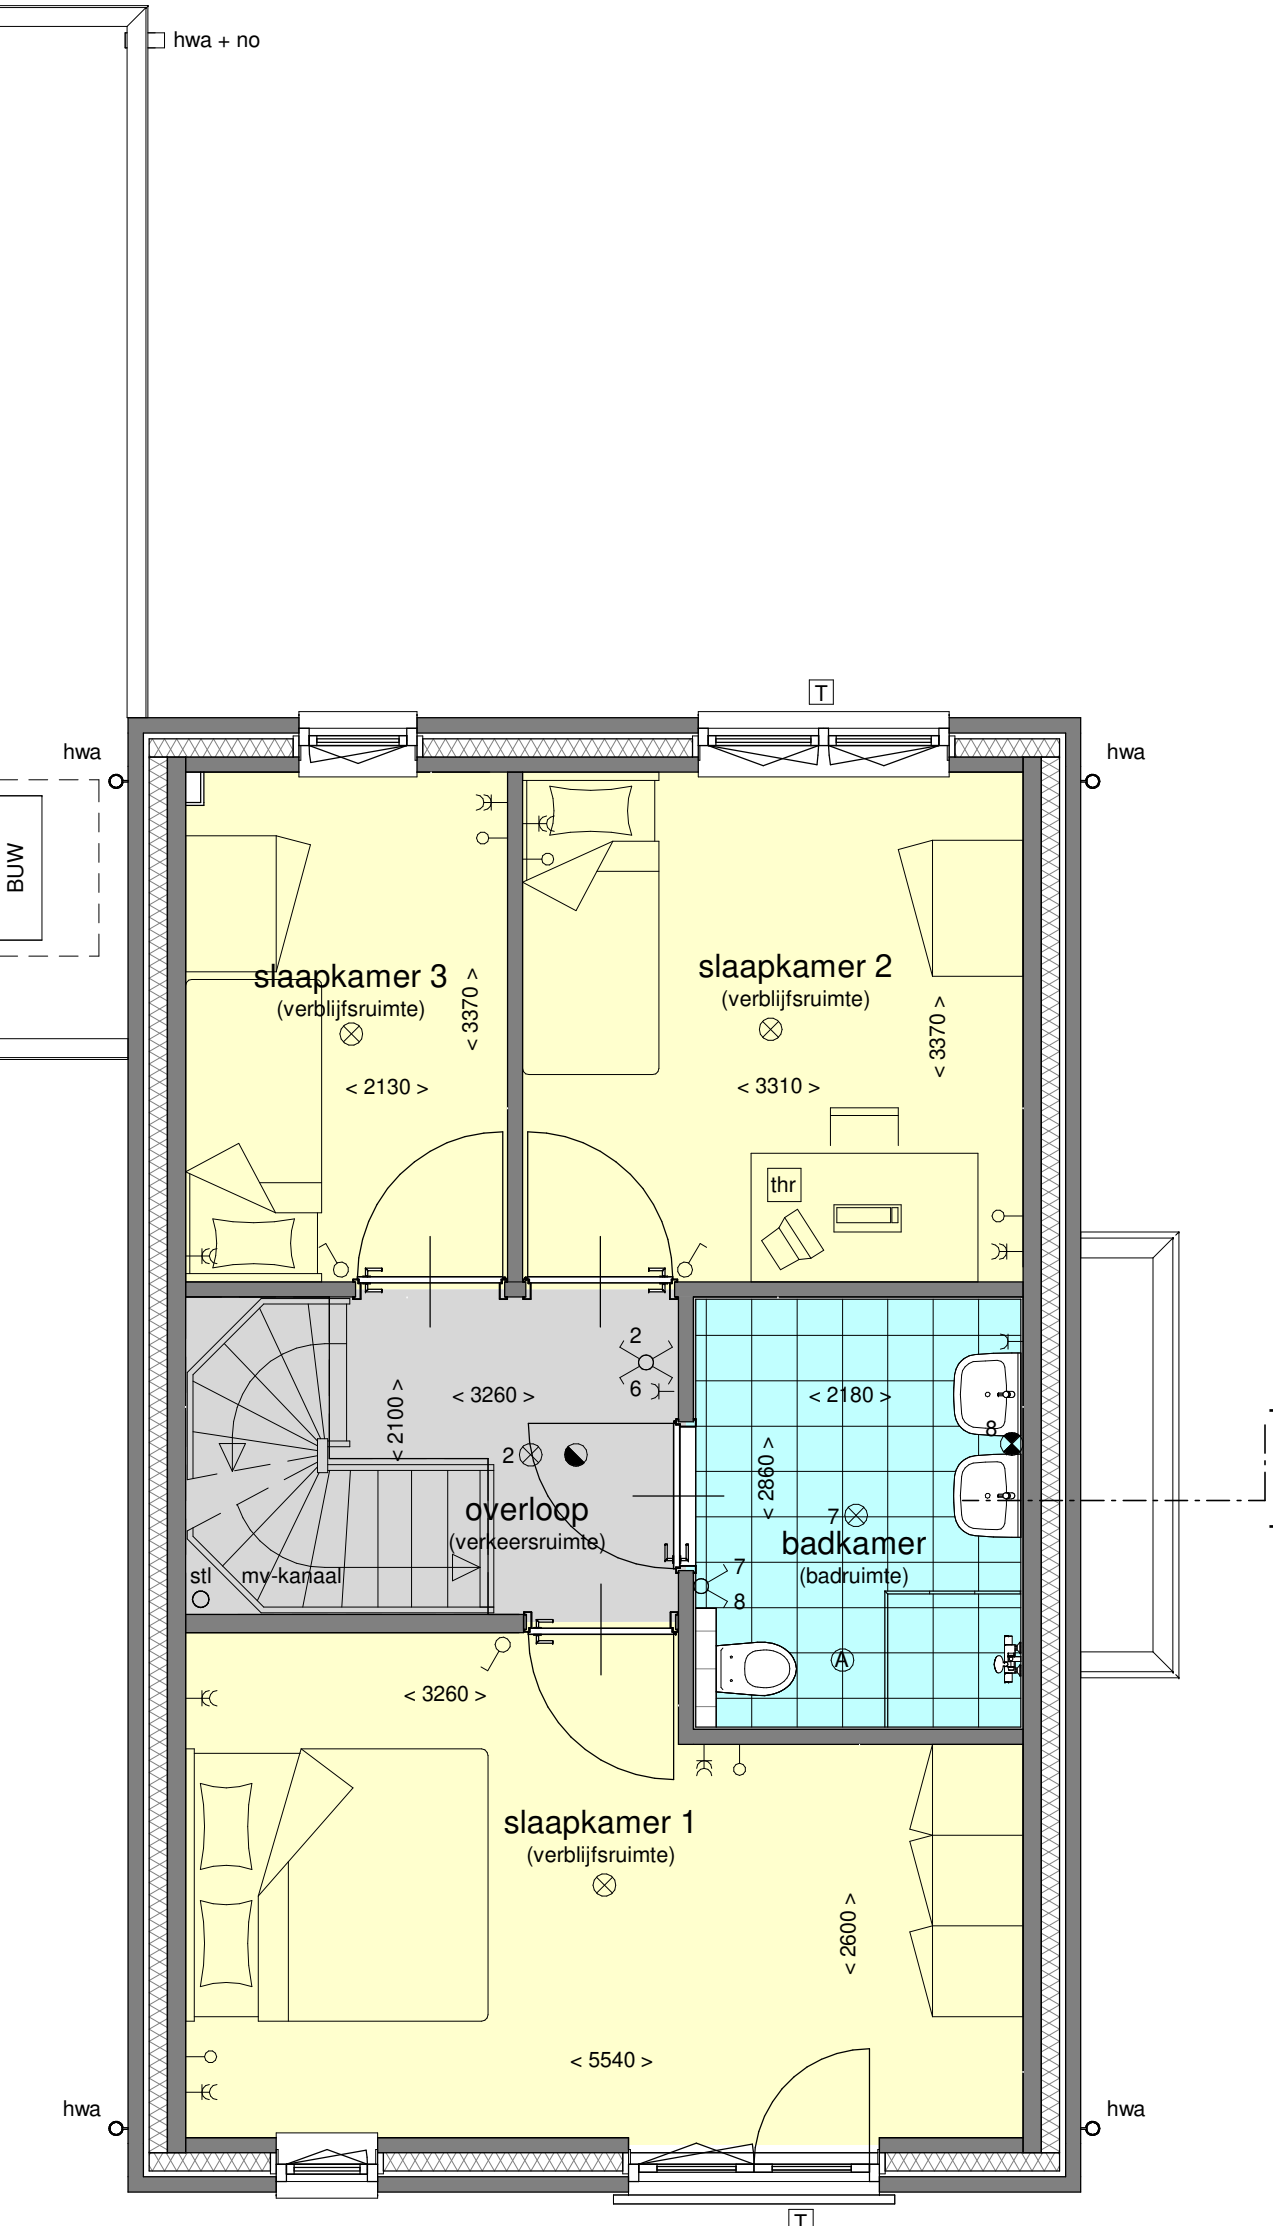 hwa + no
T
hwa
hwa
BUW
slaapkamer 3
(verblijfsruimte)
< 3370 >
< 2130 >
slaapkamer 2
(verblijfsruimte)
< 3370 >
< 3310 >
thr
2
6
< 3260 >
< 2100 >
2
overloop
(verkeersruimte)
stl
mv-kanaal
< 2180 >
8
< 2860 >
7
badkamer
(badruimte)
7
8
A
< 3260 >
slaapkamer 1
(verblijfsruimte)
< 2600 >
< 5540 >
hwa
hwa
T